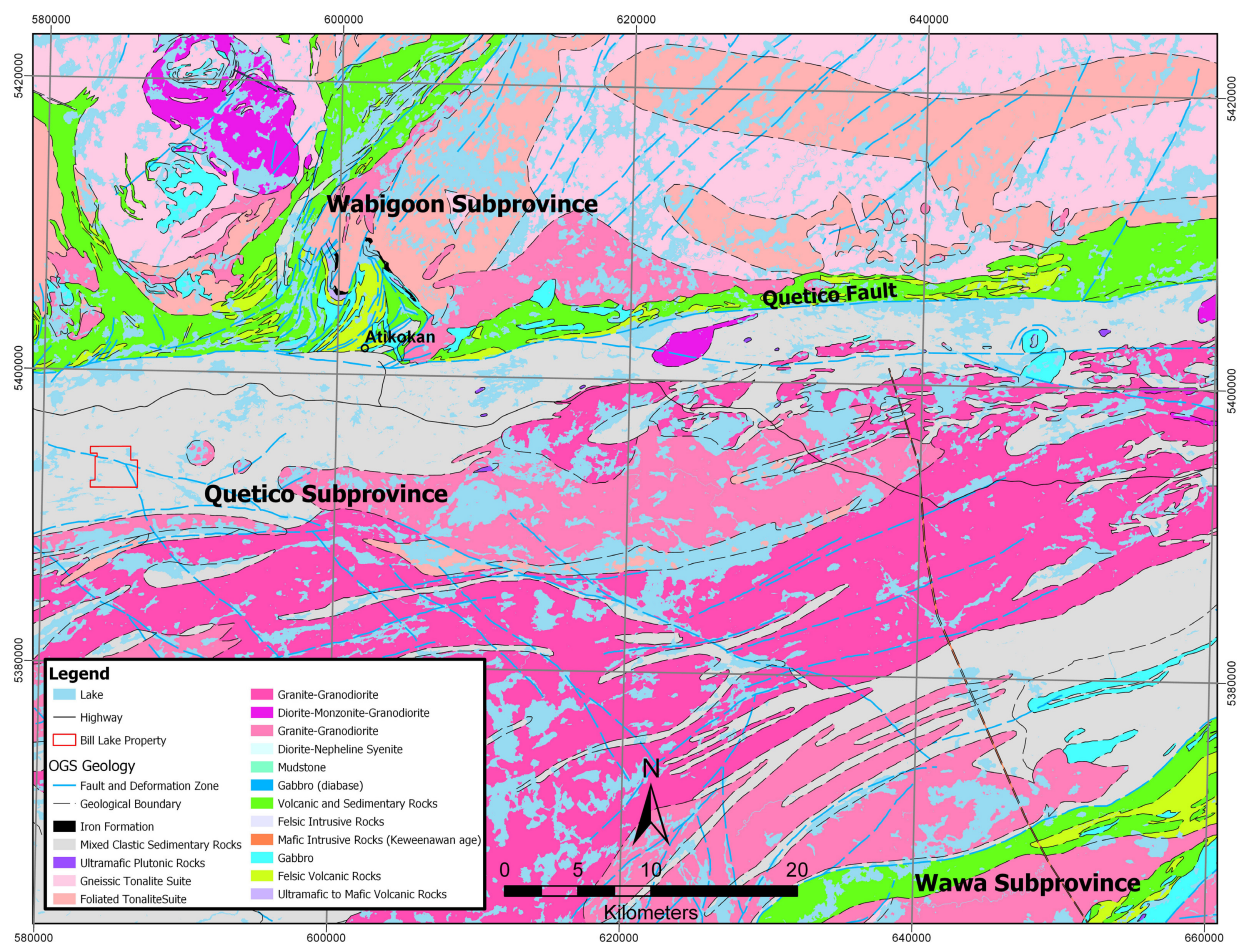 580000
600000
620000
640000
5420000
5420000
Wabigoon Subprovince
Quetico Fault
Atikokan
5400000
5400000
Quetico Subprovince
5380000
5380000
Legend
Lake
Highway
Bill Lake Property
OGS Geology
Fault and Deformation Zone
Geological Boundary
Iron Formation
Mixed Clastic Sedimentary Rocks
Ultramafic Plutonic Rocks
Gneissic Tonalite Suite
Foliated TonaliteSuite
Granite-Granodiorite
Diorite-Monzonite-Granodiorite
Granite-Granodiorite
Diorite-Nepheline Syenite
Mudstone
Gabbro (diabase)
Volcanic and Sedimentary Rocks
Felsic Intrusive Rocks
Mafic Intrusive Rocks (Keweenawan age)
Gabbro
Felsic Volcanic Rocks
Ultramafic to Mafic Volcanic Rocks
N
0 5 10 20
Kilometers
Wawa Subprovince
580000
600000
620000
640000
660000